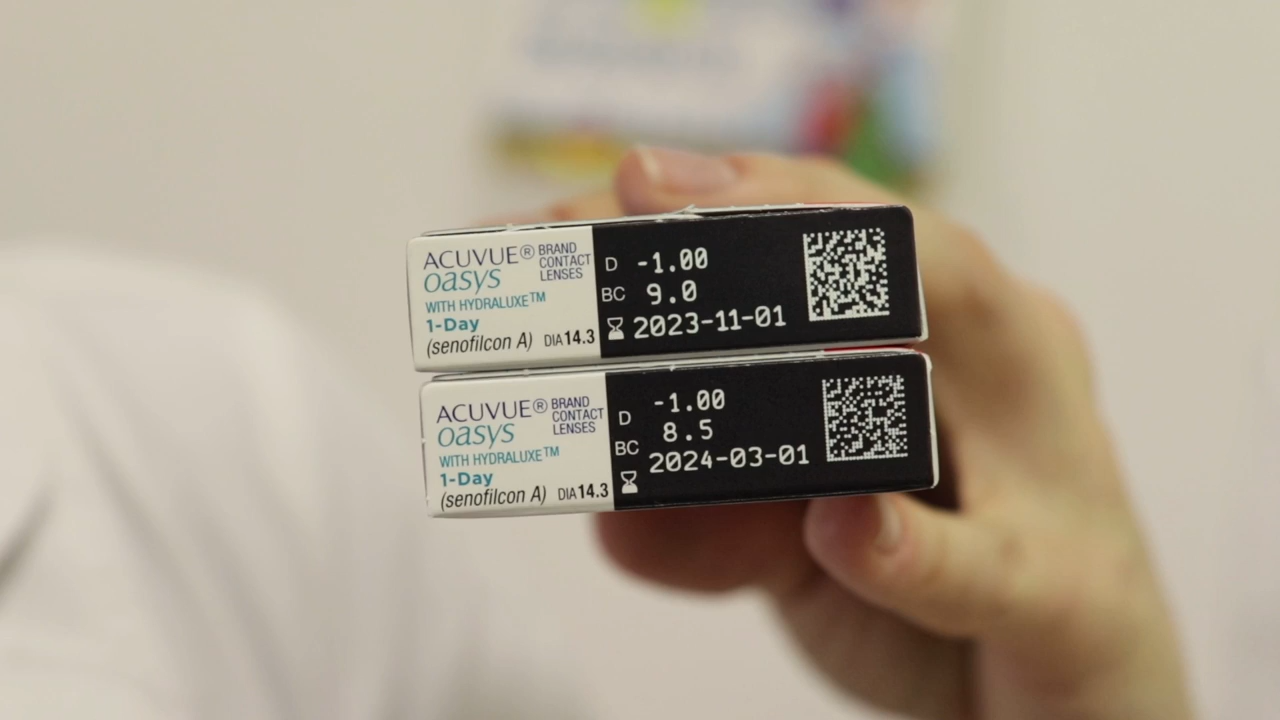 ACUVUE® BRAND CONTACT LENSES
oasys
WITH HYDRALUXE™
1-Day
(senofilcon A) DIA14.3
D -1.00
BC 9.0
2023-11-01
ACUVUE® BRAND CONTACT LENSES
oasys
WITH HYDRALUXE™
1-Day
(senofilcon A) DIA14.3
D -1.00
BC 8.5
2024-03-01